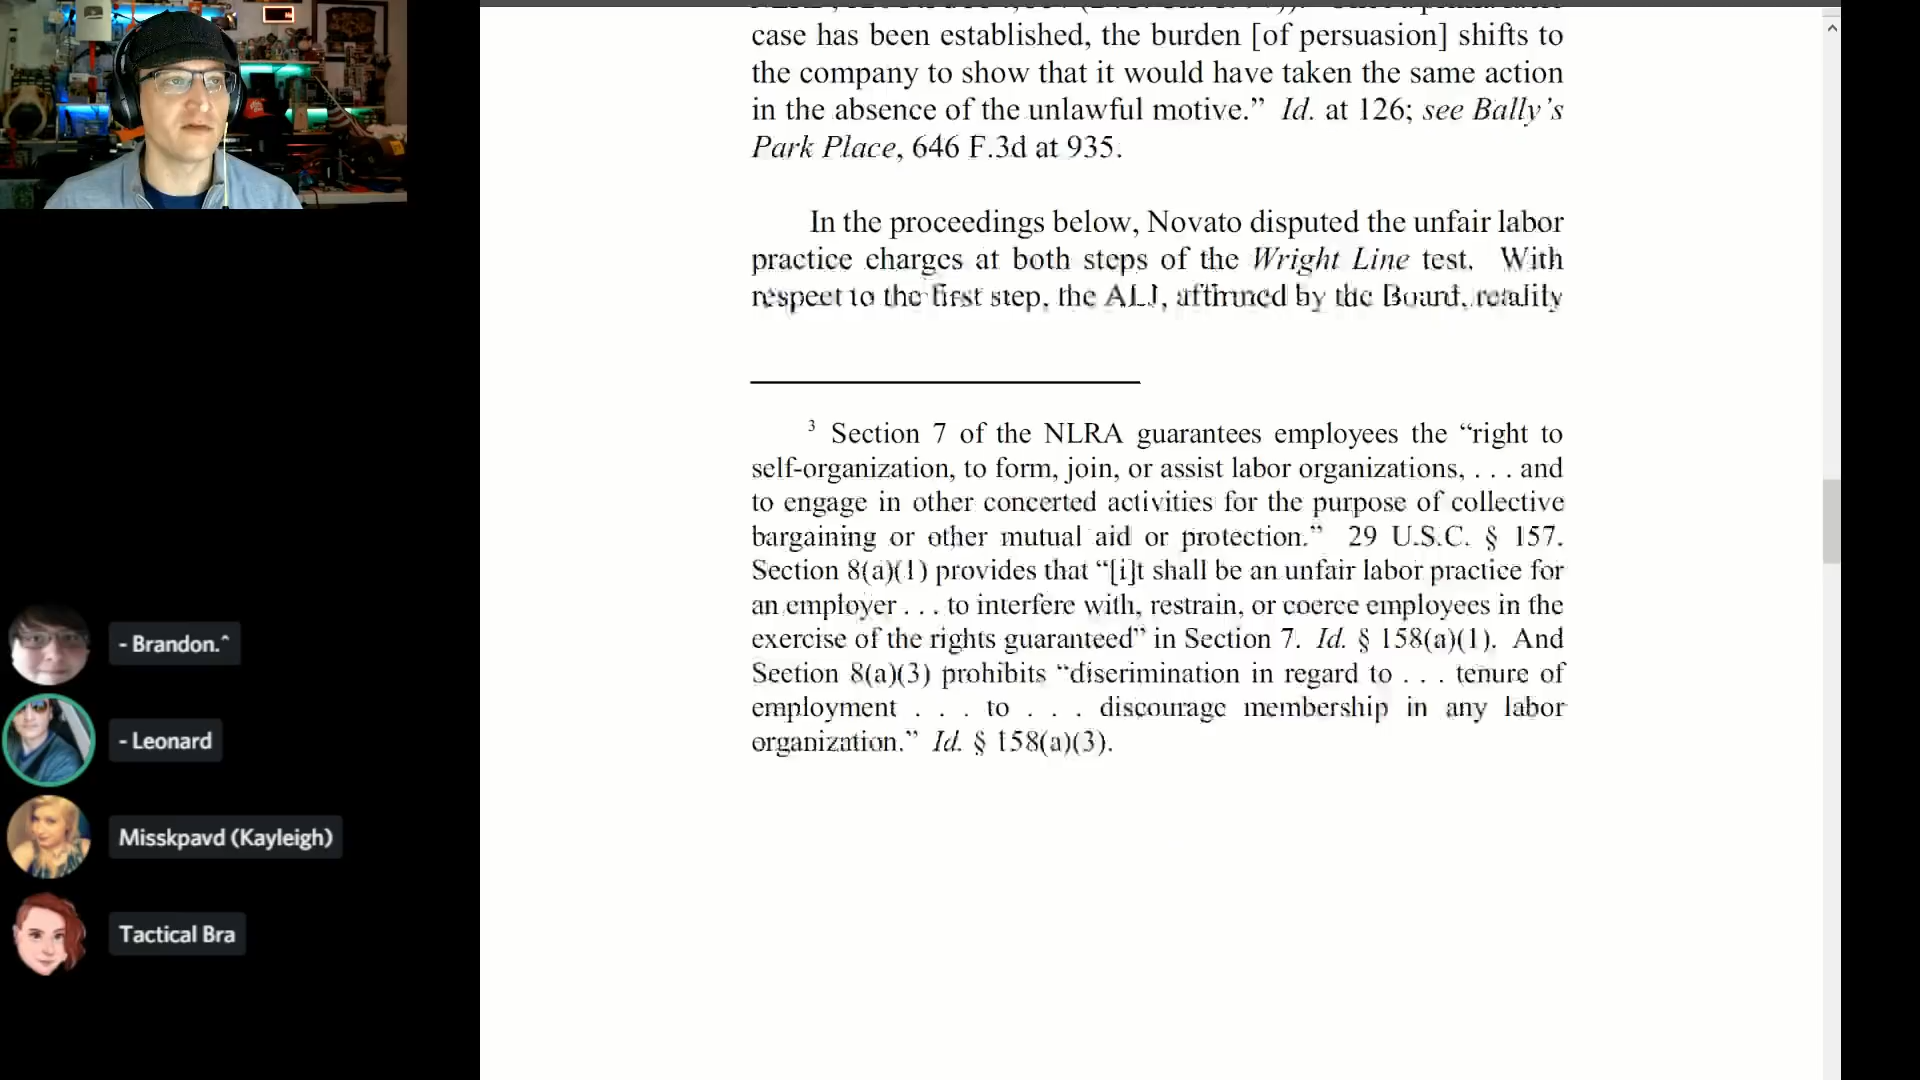 case has been established, the burden [of persuasion] shifts to
the company to show that it would have taken the same action
in the absence of the unlawful motive.” Id. at 126; see Bally’s
Park Place, 646 F.3d at 935.
In the proceedings below, Novato disputed the unfair labor
practice charges at both steps of the Wright Line test. With
respect to the first step, the ALJ, affirmed by the Board, readily
3 Section 7 of the NLRA guarantees employees the “right to
self-organization, to form, join, or assist labor organizations, . . . and
to engage in other concerted activities for the purpose of collective
bargaining or other mutual aid or protection.” 29 U.S.C. § 157.
Section 8(a)(1) provides that “[i]t shall be an unfair labor practice for
an employer . . . to interfere with, restrain, or coerce employees in the
exercise of the rights guaranteed” in Section 7. Id. § 158(a)(1). And
Section 8(a)(3) prohibits “discrimination in regard to . . . tenure of
employment . . . to . . . discourage membership in any labor
organization.” Id. § 158(a)(3).
- Brandon.^
- Leonard
Misskpavd (Kayleigh)
Tactical Bra